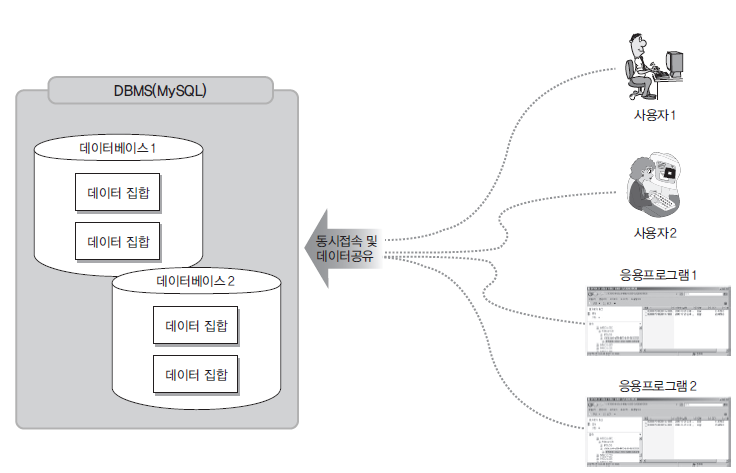 DBMS(MySQL)
데이터베이스 1
데이터 집합
데이터 집합
데이터베이스 2
데이터 집합
데이터 집합
동시접속 및
데이터공유
사용자 1
사용자 2
응용프로그램 1
응용프로그램 2